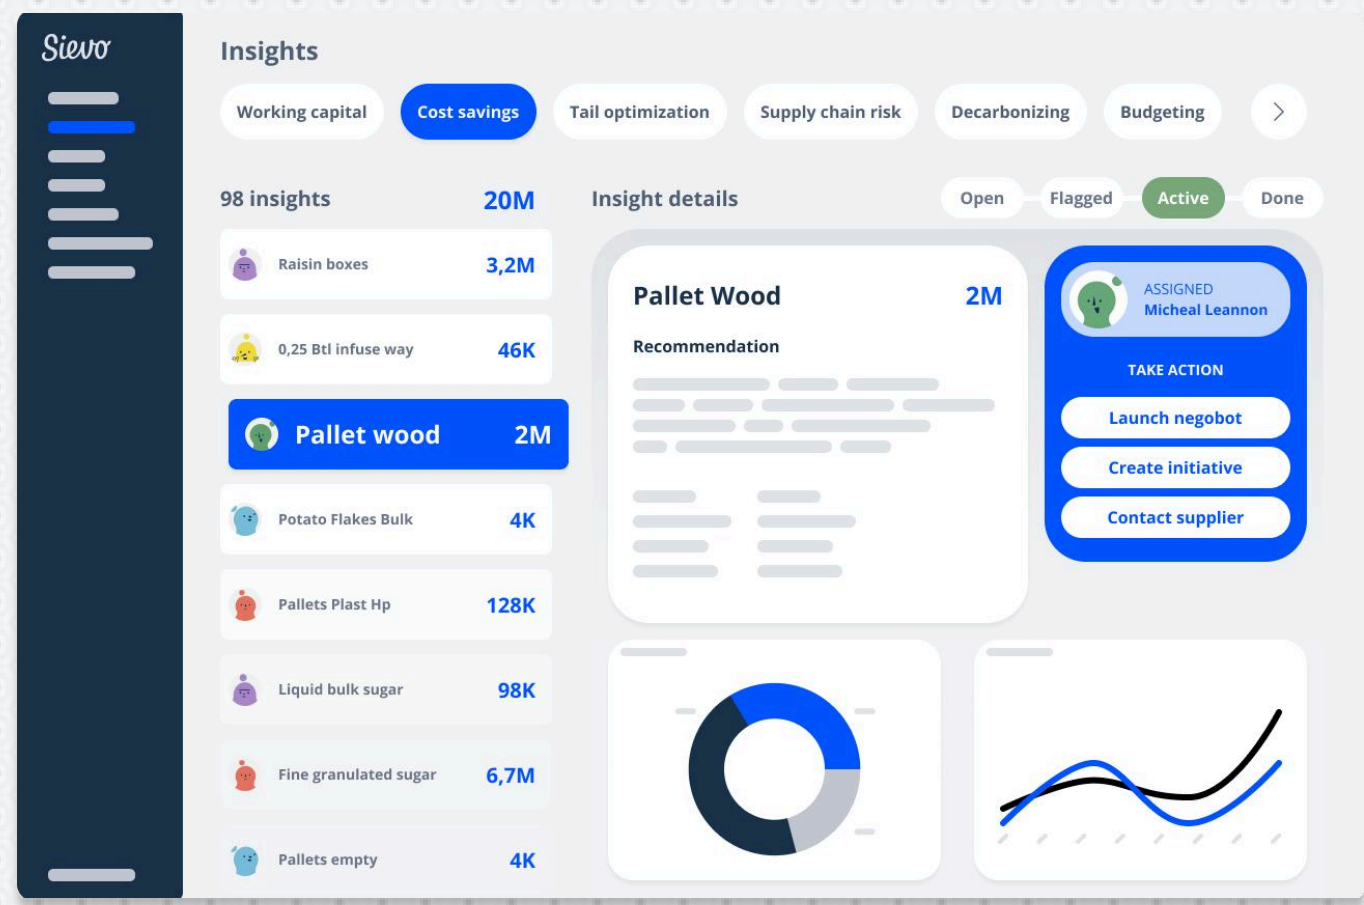 Sievo
Insights
Working capital
Cost savings
Tail optimization
Supply chain risk
Decarbonizing
Budgeting
98 insights
20M
Raisin boxes
3,2M
0,25 Btl infuse way
46K
Pallet wood
2M
Potato Flakes Bulk
4K
Pallets Plast Hp
128K
Liquid bulk sugar
98K
Fine granulated sugar
6,7M
Pallets empty
4K
Insight details
Open
Flagged
Active
Done
Pallet Wood
2M
Recommendation
ASSIGNED
Micheal Leannon
TAKE ACTION
Launch negobot
Create initiative
Contact supplier